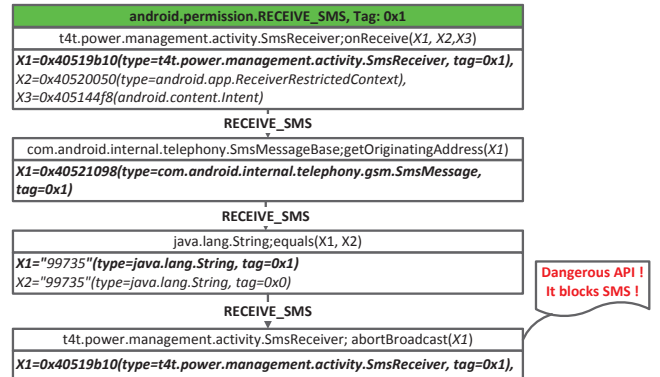 android.permission.RECEIVE_SMS, Tag: 0x1
t4t.power.management.activity.SmsReceiver;onReceive(X1, X2,X3)
X1=0x40519b10(type=t4t.power.management.activity.SmsReceiver, tag=0x1),
X2=0x40520050(type=android.app.ReceiverRestrictedContext),
X3=0x405144f8(android.content.Intent)
RECEIVE_SMS
com.android.internal.telephony.SmsMessageBase;getOriginatingAddress(X1)
X1=0x40521098(type=com.android.internal.telephony.gsm.SmsMessage,
tag=0x1)
RECEIVE_SMS
java.lang.String;equals(X1, X2)
X1="99735"(type=java.lang.String, tag=0x1)
X2="99735"(type=java.lang.String, tag=0x0)
Dangerous API !
It blocks SMS !
RECEIVE_SMS
t4t.power.management.activity.SmsReceiver; abortBroadcast(X1)
X1=0x40519b10(type=t4t.power.management.activity.SmsReceiver, tag=0x1),